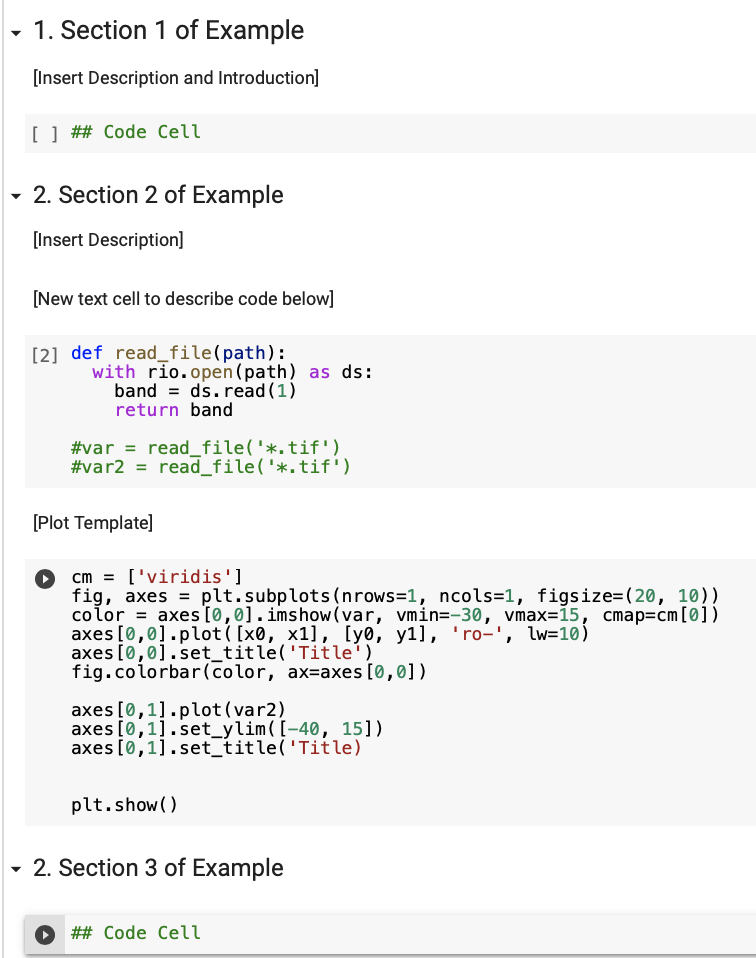 1. Section 1 of Example
[Insert Description and Introduction]
[ ] ## Code Cell
2. Section 2 of Example
[Insert Description]
[New text cell to describe code below]
[2] def read_file(path):
with rio.open(path) as ds:
band = ds.read(1)
return band
#var = read_file('*.tif')
#var2 = read_file('*.tif')
[Plot Template]
cm = ['viridis']
fig, axes = plt.subplots(nrows=1, ncols=1, figsize=(20, 10))
color = axes[0,0].imshow(var, vmin=-30, vmax=15, cmap=cm[0])
axes[0,0].plot([x0, x1], [y0, y1], 'ro-', lw=10)
axes[0,0].set_title('Title')
fig.colorbar(color, ax=axes[0,0])
axes[0,1].plot(var2)
axes[0,1].set_ylim([-40, 15])
axes[0,1].set_title('Title)
plt.show()
2. Section 3 of Example
## Code Cell